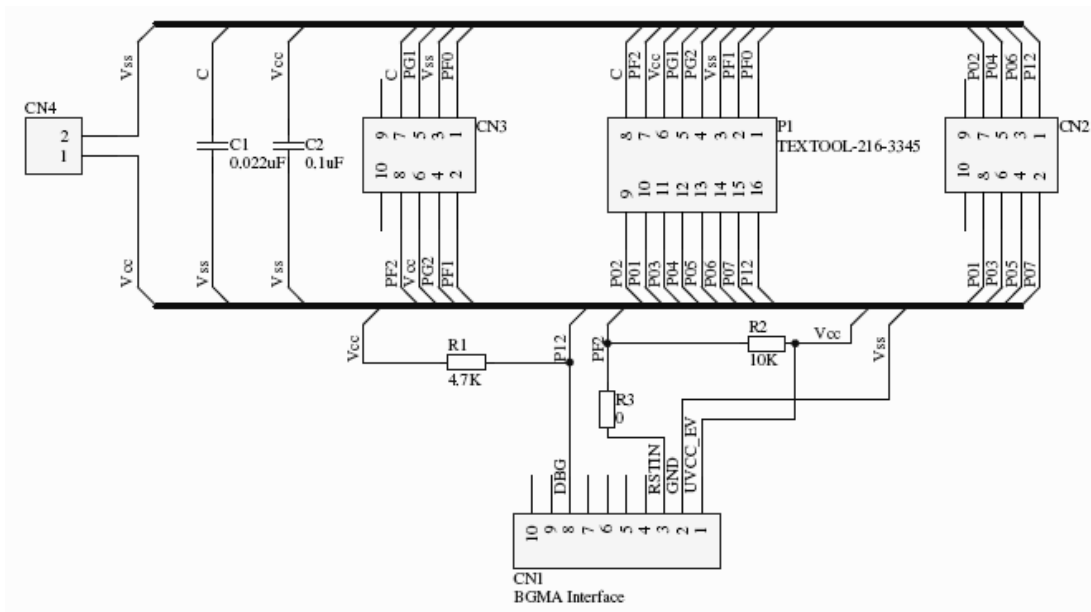 Vss
C
Vcc
C
PG1
Vss
PF0
C
PF2
Vcc
PG1
PG2
Vss
PF1
PF0
P02
P04
P06
P12
CN4
2
1
C1
0.022uF
C2
0.1uF
9 7 5 3 1
10 8 6 4 2
CN3
8 7 6 5 4 3 2 1
9 10 11 12 13 14 15 16
P1
TEXTOOL-216-3345
9 7 5 3 1
10 8 6 4 2
CN2
Vcc
Vss
Vss
PF2
Vcc
PG2
PF1
P02
P01
P03
P04
P05
P06
P07
P12
P01
P03
P05
P07
Vcc
R1
4.7K
P12
PF2
R2
10K
Vcc
Vss
R3
0
DBG
RSTIN
GND
UVCC_EV
10 9 8 7 6 5 4 3 2 1
CN1
BGMA Interface